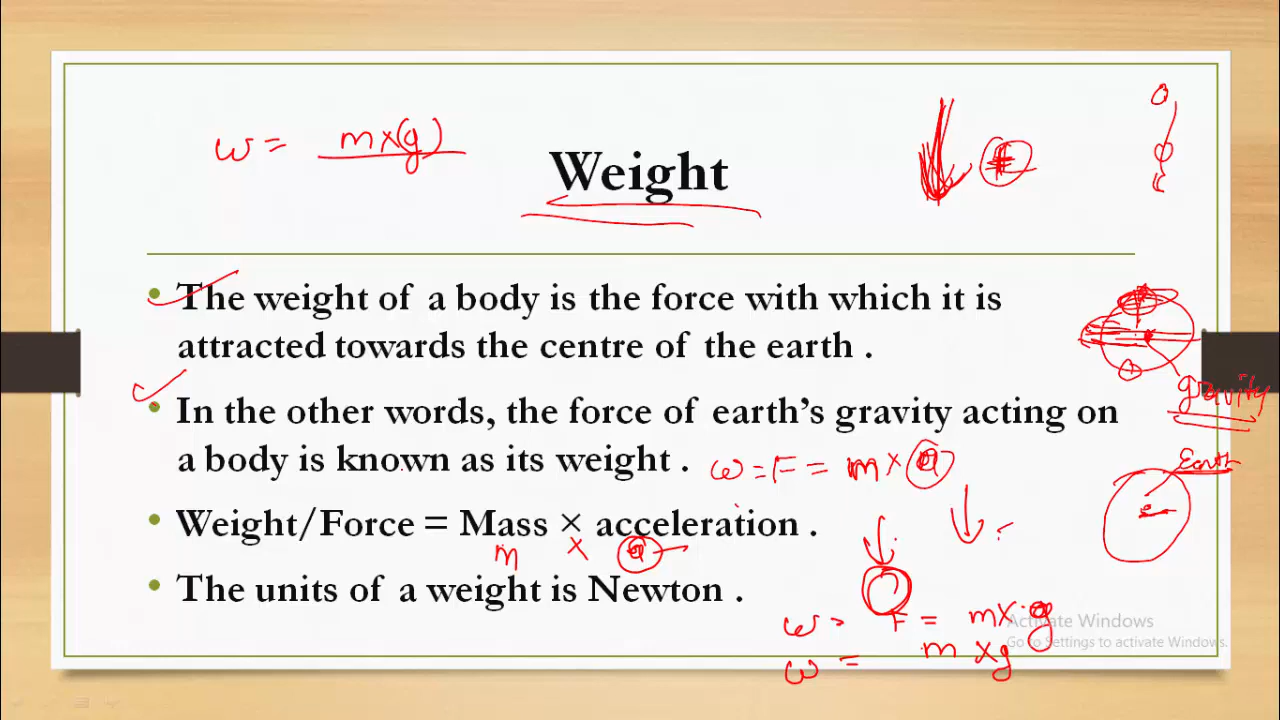 w = m x (g)
Weight
• The weight of a body is the force with which it is
attracted towards the centre of the earth .
• In the other words, the force of earth's gravity acting on
a body is known as its weight .
gravity
w = F = m x a
Earth
• Weight/Force = Mass × acceleration .
m x a
• The units of a weight is Newton .
w = F = m x g
w = m x g
Activate Windows
Go to Settings to activate Windows.